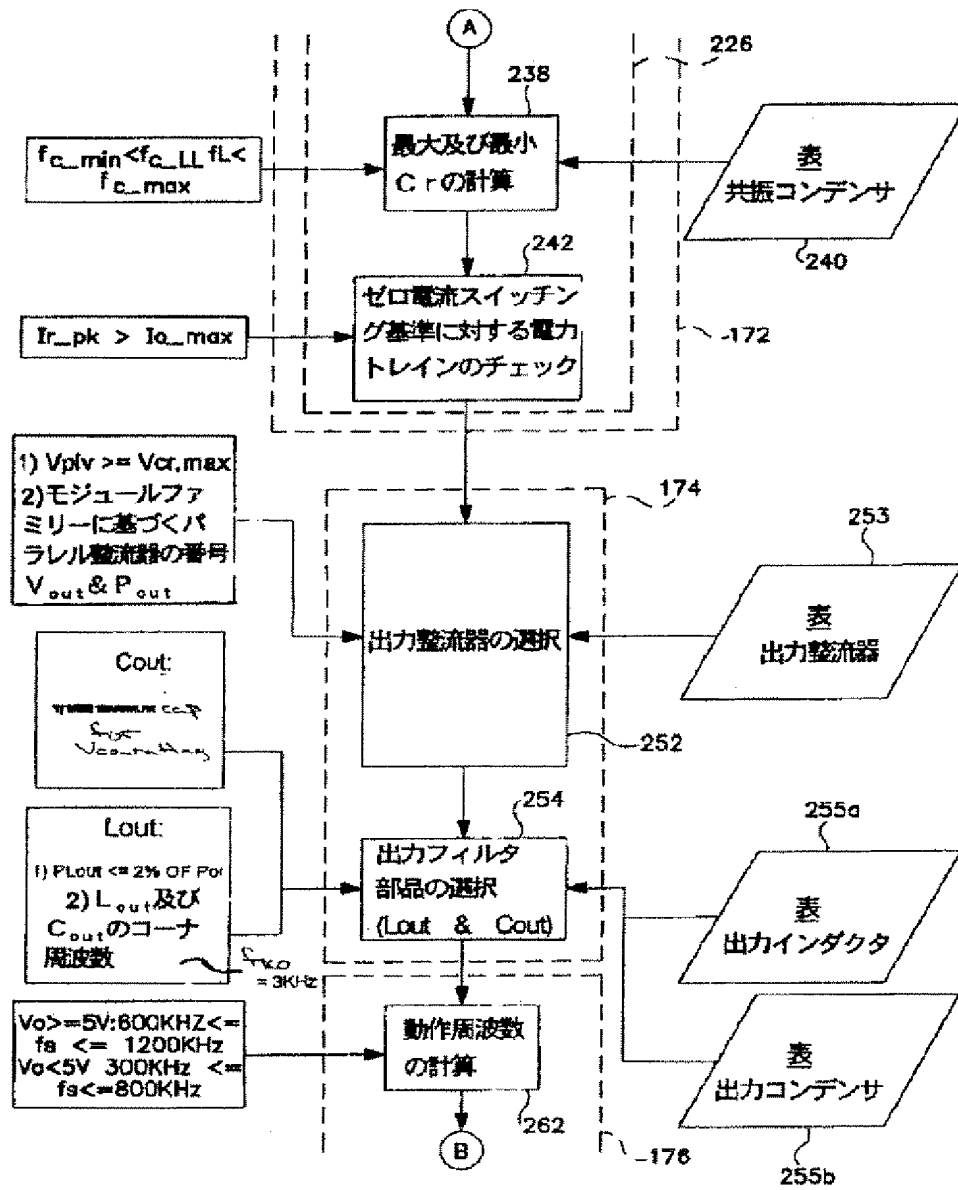 A
226
238
f c_min<f c_LL fL<
f c_max
最大及び最小
Crの計算
表
共振コンデンサ
240
242
ゼロ電流スイッチン
グ基準に対する電力
トレインのチェック
Ir_pk > Io_max
172
1) Vpiv >= Vcr,max
2)モジュールファ
ミリーに基づくパ
ラレル整流器の番号
Vout & Pout
174
253
出力整流器の選択
表
出力整流器
252
Cout:
cap
for
254
Lout:
1) PLout <= 2% OF Pou
2) Lout及び
Coutのコーナ
周波数
= 3KHz
出力フィルタ
部品の選択
(Lout & Cout)
255a
表
出力インダクタ
Vo>=5V:600KHZ<=
fs <= 1200KHz
Vo<5V 300KHz <=
fs<=800KHz
動作周波数
の計算
262
表
出力コンデンサ
255b
B
176